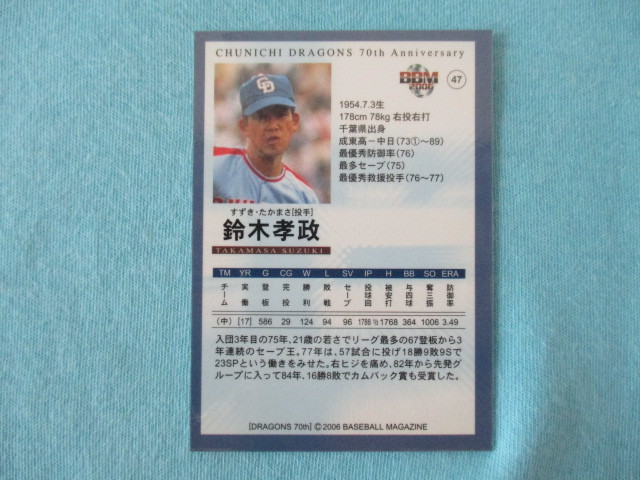 CHUNICHI DRAGONS 70th Anniversary
BBM 2006
47
CD
1954.7.3生
178cm 78kg 右投右打
千葉県出身
成東高－中日(73①～89)
最優秀防御率(76)
最多セーブ(75)
最優秀救援投手(76～77)
すずき・たかまさ[投手]
鈴木孝政
TAKAMASA SUZUKI
TM YR G CG W L SV IP H BB SO ERA
チーム 実働 登板 完投 勝利 敗戦 セーブ 投球回 被安打 与四球 奪三振 防御率
(中) [17] 586 29 124 94 96 1788 1768 364 1006 3.49
入団3年目の75年、21歳の若さでリーグ最多の67登板から3
年連続のセーブ王。77年は、57試合に投げ18勝9敗9Sで
23SPという働きをみせた。右ヒジを痛め、82年から先発グ
ループに入って84年、16勝8敗でカムバック賞も受賞した。
[DRAGONS 70th] ©2006 BASEBALL MAGAZINE